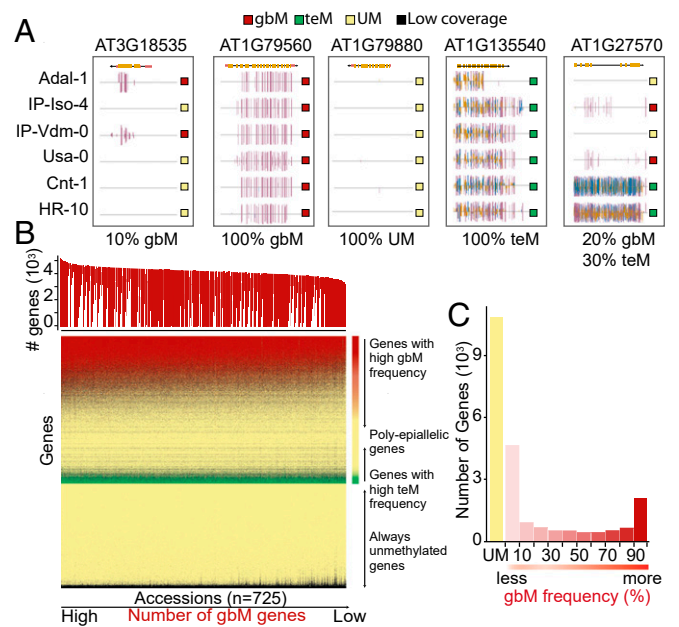 gbM teM UM Low coverage
A
AT3G18535 AT1G79560 AT1G79880 AT1G135540 AT1G27570
Adal-1
IP-Iso-4
IP-Vdm-0
Usa-0
Cnt-1
HR-10
10% gbM 100% gbM 100% UM 100% teM 20% gbM
30% teM
B
# genes (10³)
4
2
0
Genes
Genes with
high gbM
frequency
Poly-epiallelic
genes
Genes with
high teM
frequency
Always
unmethylated
genes
Accessions (n=725)
High Number of gbM genes Low
C
Number of Genes (10³)
9
6
3
0
UM 10 30 50 70 90
less more
gbM frequency (%)